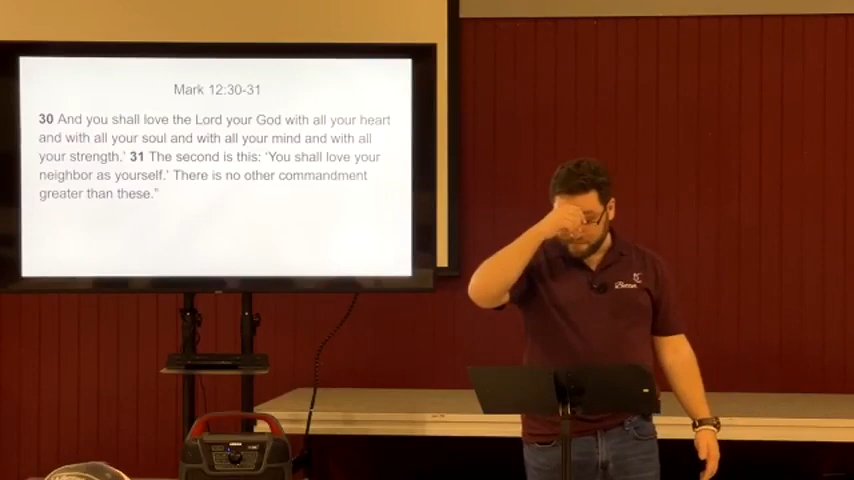 Mark 12:30-31
30 And you shall love the Lord your God with all your heart
and with all your soul and with all your mind and with all
your strength.’ 31 The second is this: ‘You shall love your
neighbor as yourself.’ There is no other commandment
greater than these.”